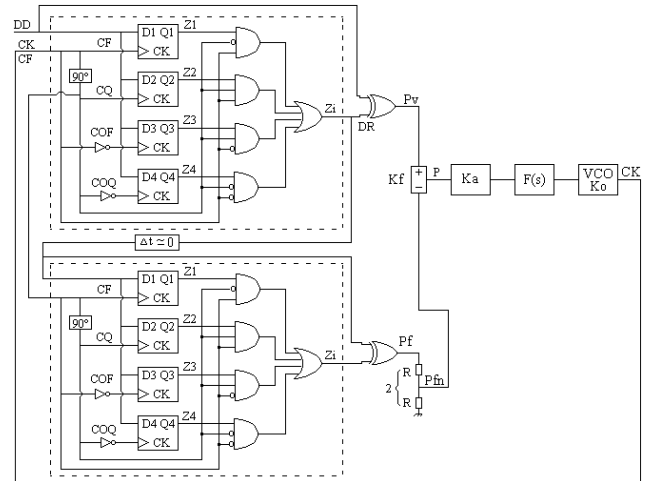 DD
CK
CF
CF
D1 Q1
CK
Z1
90°
CQ
D2 Q2
CK
Z2
Zi
DR
Pv
COF
D3 Q3
CK
Z3
COQ
D4 Q4
CK
Z4
Kf
+
−
P
Ka
F(s)
VCO
Ko
CK
Δt ≃ 0
CF
D1 Q1
CK
Z1
90°
CQ
D2 Q2
CK
Z2
Zi
Pf
COF
D3 Q3
CK
Z3
2
R
R
Pfn
COQ
D4 Q4
CK
Z4